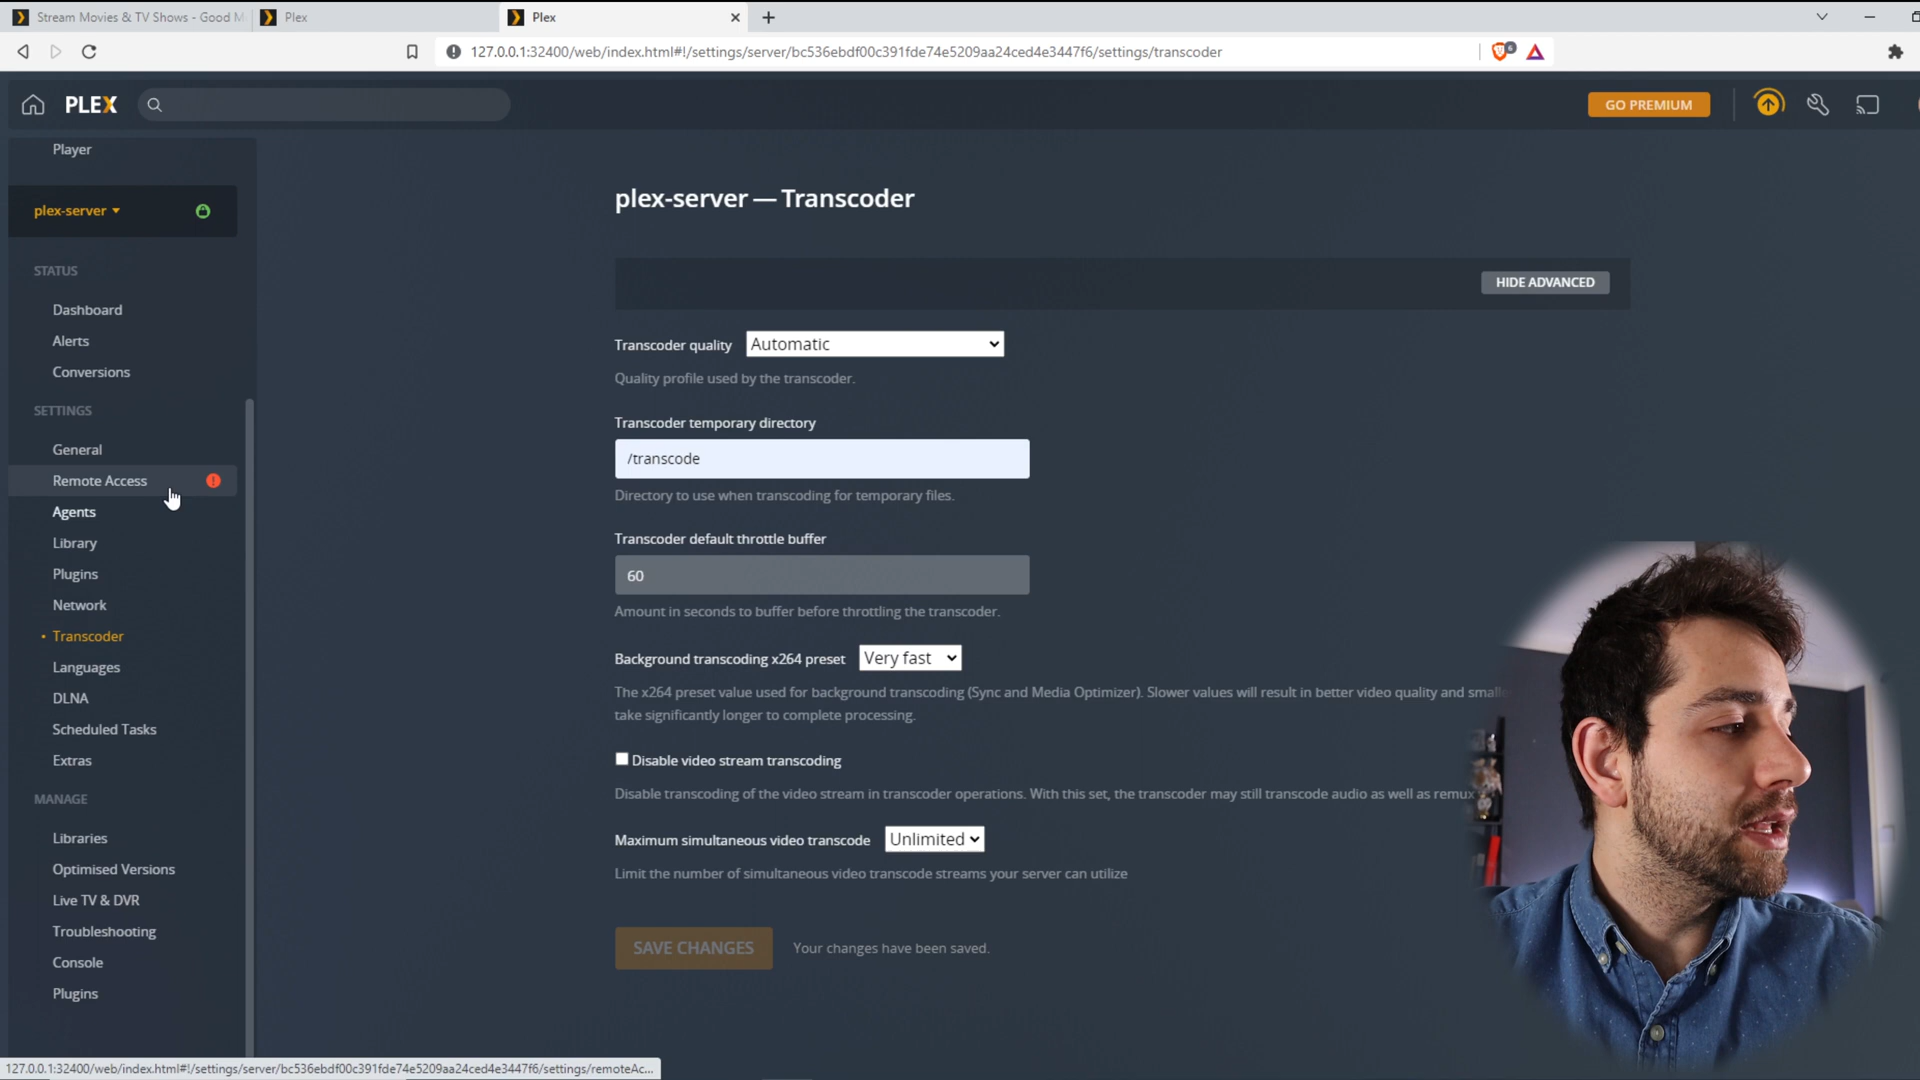 Stream Movies & TV Shows - Good M
Plex
Plex
127.0.0.1:32400/web/index.html#!/settings/server/bc536ebdf00c391fde74e5209aa24ced4e3447f6/settings/transcoder
6
PLEX
GO PREMIUM
Player
plex-server
STATUS
Dashboard
Alerts
Conversions
SETTINGS
General
Remote Access
Agents
Library
Plugins
Network
Transcoder
Languages
DLNA
Scheduled Tasks
Extras
MANAGE
Libraries
Optimised Versions
Live TV & DVR
Troubleshooting
Console
Plugins
plex-server — Transcoder
HIDE ADVANCED
Transcoder quality Automatic
Quality profile used by the transcoder.
Transcoder temporary directory
/transcode
Directory to use when transcoding for temporary files.
Transcoder default throttle buffer
60
Amount in seconds to buffer before throttling the transcoder.
Background transcoding x264 preset Very fast
The x264 preset value used for background transcoding (Sync and Media Optimizer). Slower values will result in better video quality and smalle
take significantly longer to complete processing.
Disable video stream transcoding
Disable transcoding of the video stream in transcoder operations. With this set, the transcoder may still transcode audio as well as remux
Maximum simultaneous video transcode Unlimited
Limit the number of simultaneous video transcode streams your server can utilize
SAVE CHANGES Your changes have been saved.
127.0.0.1:32400/web/index.html#!/settings/server/bc536ebdf00c391fde74e5209aa24ced4e3447f6/settings/remoteAc...